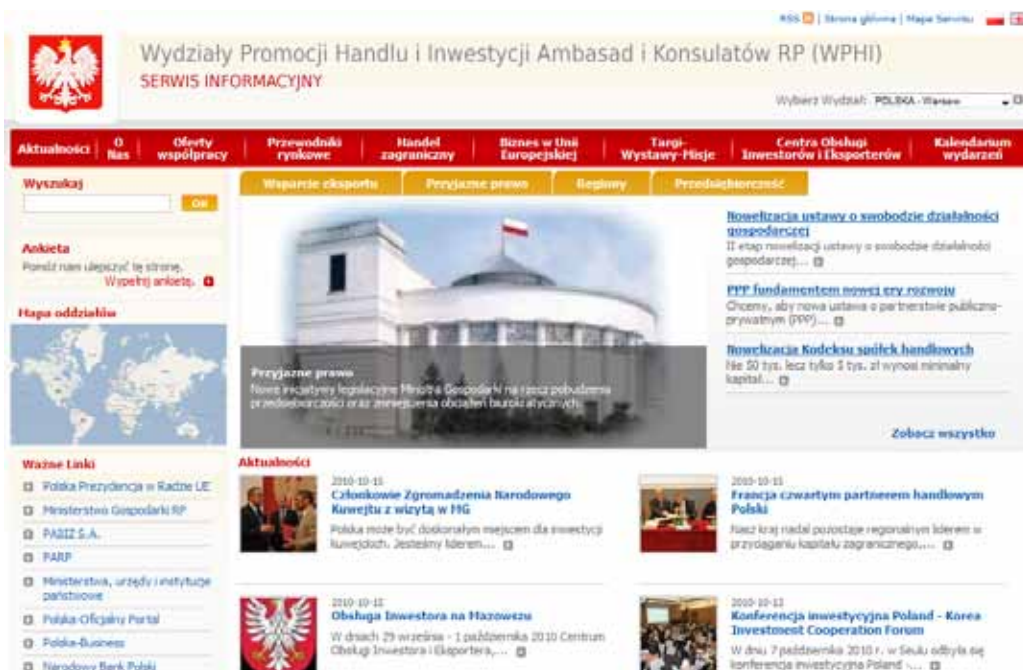 RSS | Strona główna | Mapa Serwisu
Wydziały Promocji Handlu i Inwestycji Ambasad i Konsulatów RP (WPHI)
SERWIS INFORMACYJNY
Wybierz Wydział: POLSKA - Warsaw
Aktualności
O Nas
Oferty współpracy
Przewodniki rynkowe
Handel zagraniczny
Biznes w Unii Europejskiej
Targi-Wystawy-Misje
Centra Obsługi Inwestorów i Eksporterów
Kalendarium wydarzeń
Wyszukaj
OK
Ankieta
Pomóż nam ulepszyć tę stronę.
Wypełnij ankietę.
Mapa oddziałów
Ważne Linki
Polska Prezydencja w Radzie UE
Ministerstwo Gospodarki RP
PAIIZ S.A.
PARP
Ministerstwa, urzędy i instytucje
państwowe
Polska-Oficjalny Portal
Polska-Business
Narodowy Bank Polski
Wsparcie eksportu
Przyjazne prawo
Regiony
Przedsiębiorczość
Przyjazne prawo
Nowe inicjatywy legislacyjne Ministra Gospodarki na rzecz pobudzenia
przedsiębiorczości oraz zmniejszenia obciążeń biurokratycznych.
Nowelizacja ustawy o swobodzie działalności
gospodarczej
II etap nowelizacji ustawy o swobodzie działalności
gospodarczej...
PPP fundamentem nowej ery rozwoju
Chcemy, aby nowa ustawa o partnerstwie publiczno-
prywatnym (PPP)...
Nowelizacja Kodeksu spółek handlowych
Nie 50 tys. lecz tylko 5 tys. zł wynosi minimalny
kapitał...
Zobacz wszystko
Aktualności
2010-10-15
Członkowie Zgromadzenia Narodowego
Kuwejtu z wizytą w MG
Polska może być doskonałym miejscem dla inwestycji
kuwejckich. Jesteśmy liderem...
2010-10-15
Francja czwartym partnerem handlowym
Polski
Nasz kraj nadal pozostaje regionalnym liderem w
przyciąganiu kapitału zagranicznego,...
2010-10-12
Obsługa Inwestora na Mazowszu
W dniach 29 września - 1 października 2010 Centrum
Obsługi Inwestora i Eksportera,...
2010-10-12
Konferencja inwestycyjna Poland - Korea
Investment Cooperation Forum
W dniu 7 października 2010 r. w Seulu odbyła się
konferencja inwestycyjna Poland -...